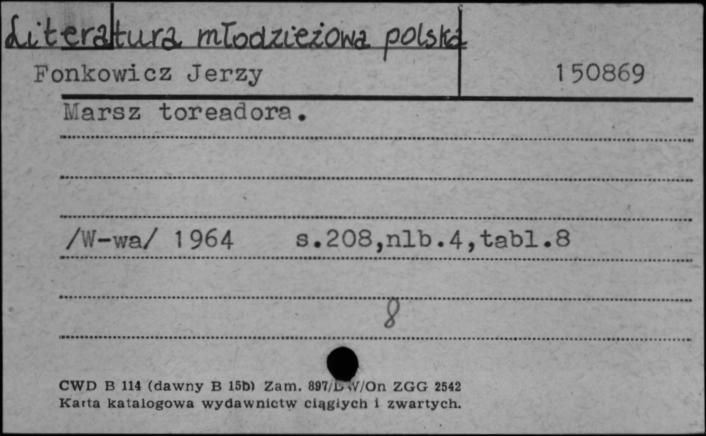 Literatura młodzieżowa polska
Fonkowicz Jerzy 150869
Marsz toreadora.
/W-wa/ 1964 s.208,nlb.4,tabl.8
8
CWD B 114 (dawny B 15b) Zam. 897/DW/On ZGG 2542
Karta katalogowa wydawnictw ciągłych i zwartych.